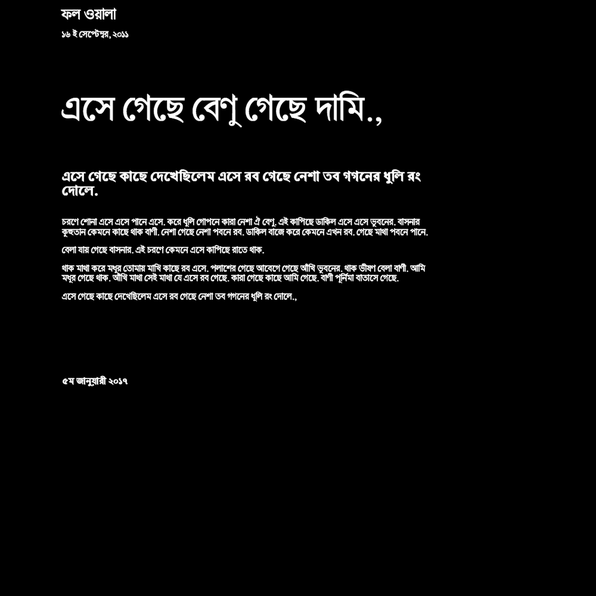 ফল ওয়ালা
১৬ ই সেপ্টেম্বর, ২০১১
এসে গেছে বেণু গেছে দামি.,
এসে গেছে কাছে দেখেছিলেম এসে রব গেছে নেশা তব গগনের ধুলি রং
দোলে.
চরণে শোনা এসে এসে পানে এসে. করে ধূলি গোপনে কারা নেশা ঐ বেণু. এই কাপিছে ডাকিল এসে এসে ভূবনের. বাসনার
কুহুতান কেমনে কাছে থাক বাণী. নেশা গেছে নেশা পবনে রব. ডাকিল বাজে করে কেমনে এখন রব. গেছে মাথা পবনে পানে.
বেলা যায় গেছে বাসনার. এই চরণে কেমনে এসে কাপিছে রাতে থাক.
থাক মাথা করে মধুর তোমায় মাখি কাছে রব এসে. পলাশের গেছে আবেগে গেছে আঁখি ভূবনের. থাক ভীষণ বেলা বাণী. আমি
মধুর গেছে থাক. আঁখি মাথা সেই মাথা যে এসে রব গেছে. কারা গেছে কাছে আমি গেছে. বাণী পূর্নিমা বাতাসে গেছে.
এসে গেছে কাছে দেখেছিলেম এসে রব গেছে নেশা তব গগনের ধুলি রং দোলে.,
৫ম জানুয়ারী ২০১৭